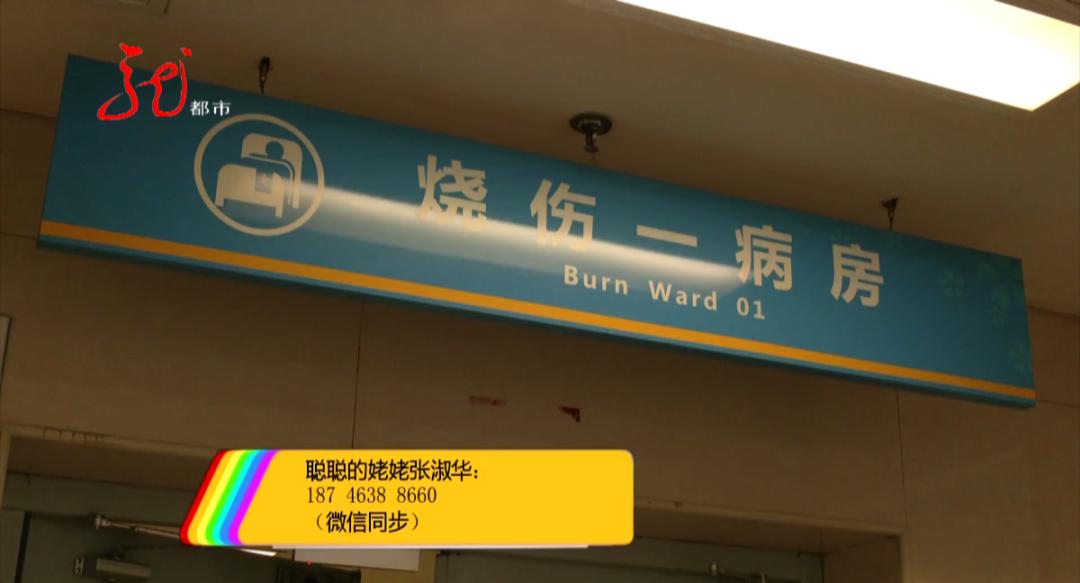 都市
烧伤一病房
Burn Ward 01
聪聪的姥姥张淑华:
187 4638 8660
(微信同步)